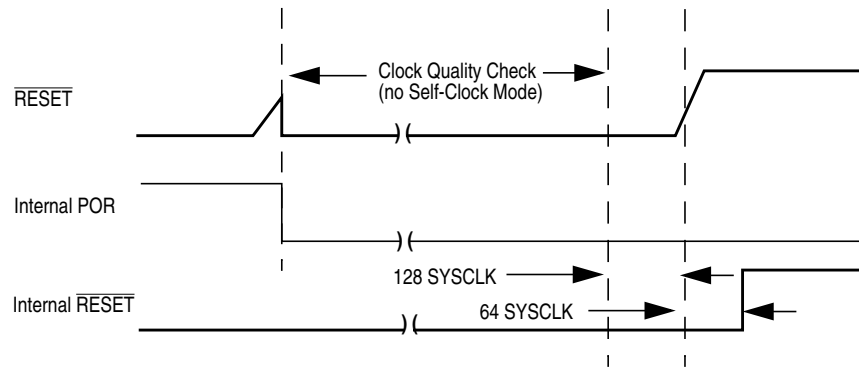 Clock Quality Check
(no Self-Clock Mode)
RESET
Internal POR
128 SYSCLK
Internal RESET
64 SYSCLK